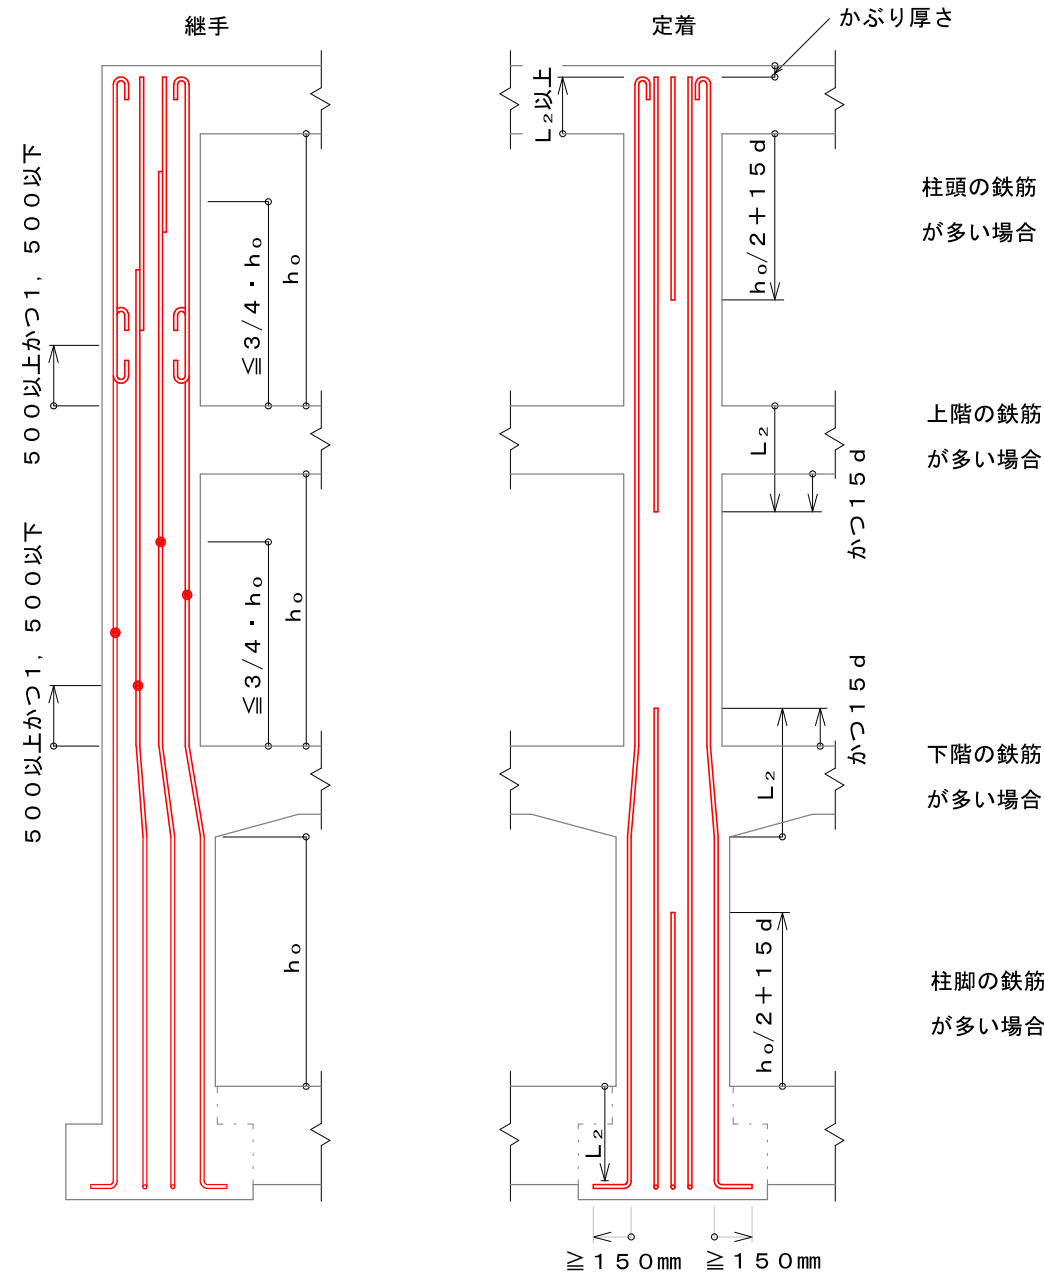 継手
定着
かぶり厚さ
L₂以上
500以上かつ1,500以下
≦3/4・h₀
h₀
h₀/2+15d
柱頭の鉄筋
が多い場合
L₂
かつ15d
上階の鉄筋
が多い場合
500以上かつ1,500以下
≦3/4・h₀
h₀
かつ15d
L₂
下階の鉄筋
が多い場合
h₀
h₀/2+15d
柱脚の鉄筋
が多い場合
L₂
≧150mm
≧150mm